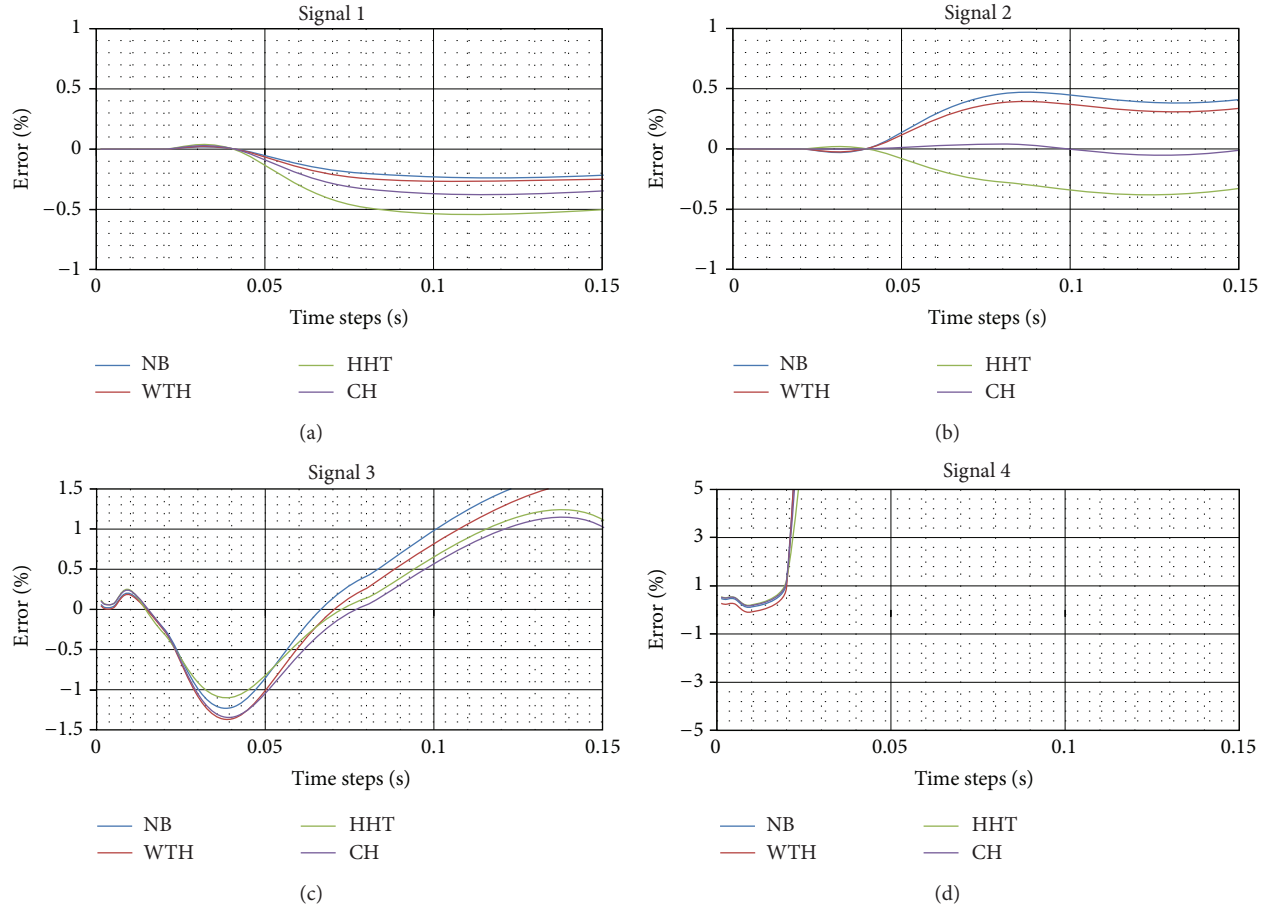 Signal 1
1
0.5
0
−0.5
−1
Error (%)
0
0.05
0.1
0.15
Time steps (s)
NB
HHT
WTH
CH
(a)
Signal 2
1
0.5
0
−0.5
−1
Error (%)
0
0.05
0.1
0.15
Time steps (s)
NB
HHT
WTH
CH
(b)
Signal 3
1.5
1
0.5
0
−0.5
−1
−1.5
Error (%)
0
0.05
0.1
0.15
Time steps (s)
NB
HHT
WTH
CH
(c)
Signal 4
5
3
1
−1
−3
−5
Error (%)
0
0.05
0.1
0.15
Time steps (s)
NB
HHT
WTH
CH
(d)